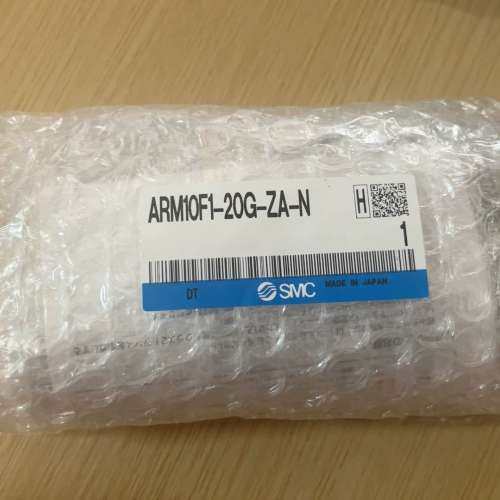 ARM10F1-20G-ZA-N
H
1
DT SMC MADE IN JAPAN